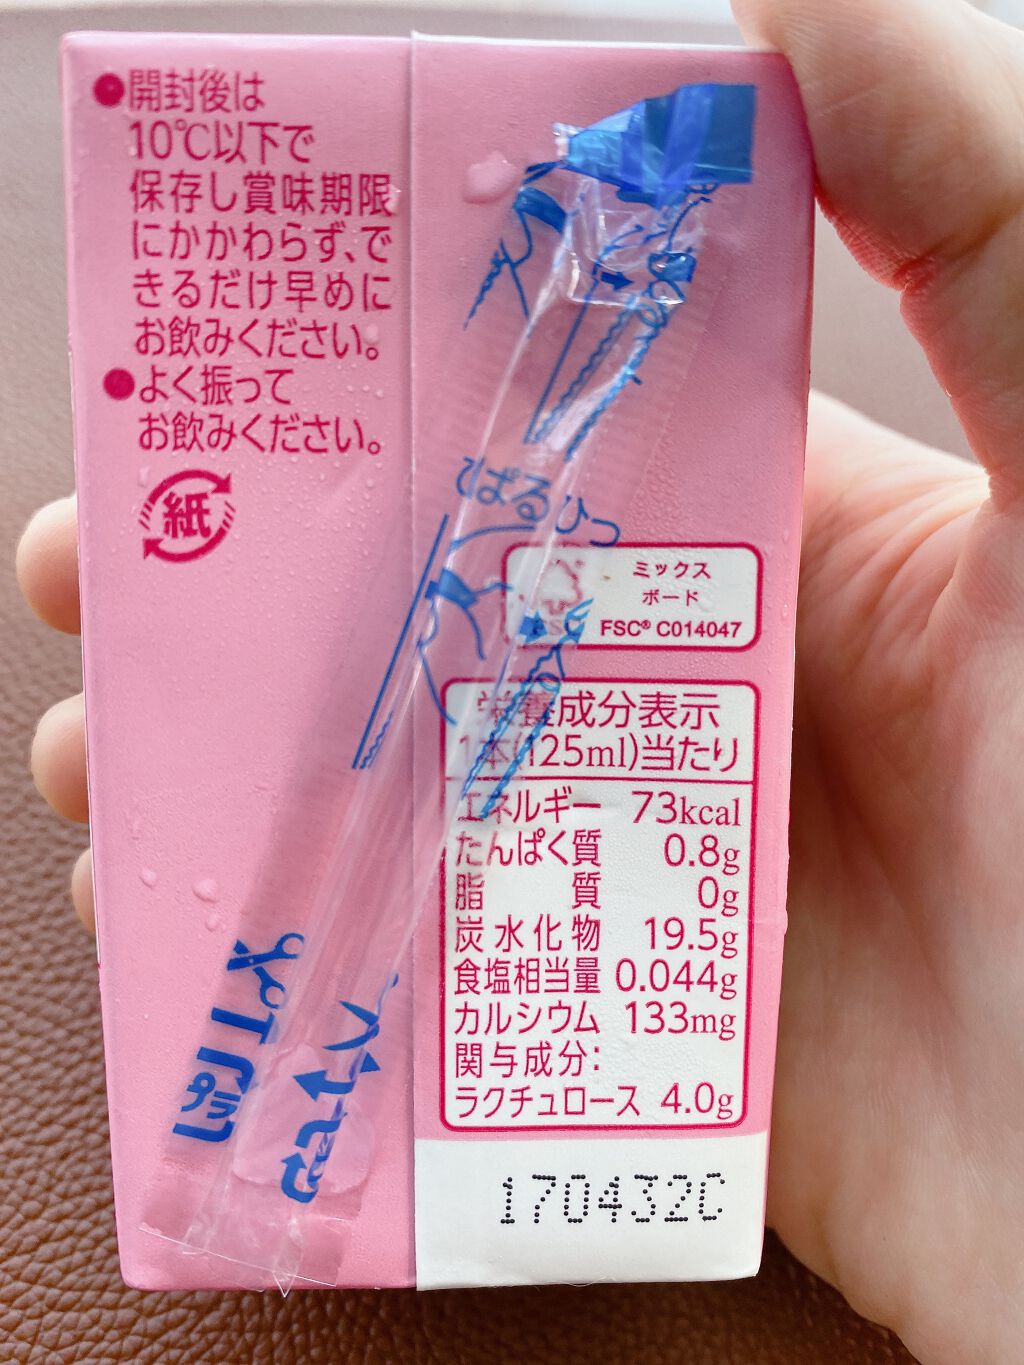 ●開封後は
10℃以下で
保存し賞味期限
にかかわらず、で
きるだけ早めに
お飲みください。
●よく振って
お飲みください。
紙
ミックス
ボード
FSC® C014047
栄養成分表示
1本(125ml)当たり
エネルギー 73kcal
たんぱく質 0.8g
脂質 0g
炭水化物 19.5g
食塩相当量 0.044g
カルシウム 133mg
関与成分:
ラクチュロース 4.0g
プラ
170432C